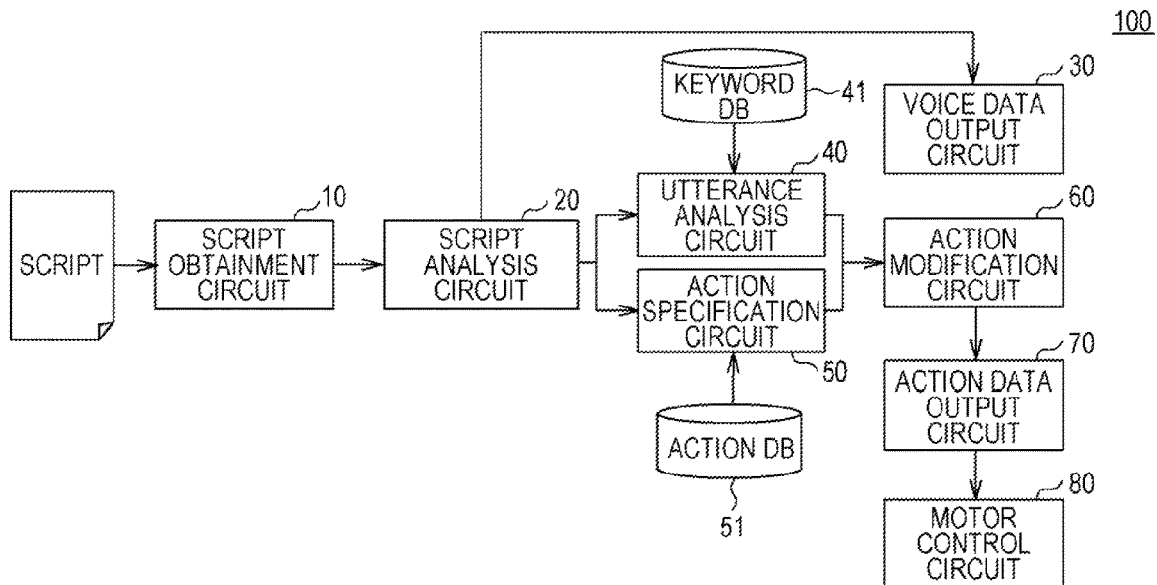 100
KEYWORD
DB
41
30
VOICE DATA
OUTPUT
CIRCUIT
SCRIPT
10
SCRIPT
OBTAINMENT
CIRCUIT
20
SCRIPT
ANALYSIS
CIRCUIT
40
UTTERANCE
ANALYSIS
CIRCUIT
ACTION
SPECIFICATION
CIRCUIT
50
ACTION DB
51
60
ACTION
MODIFICATION
CIRCUIT
70
ACTION DATA
OUTPUT
CIRCUIT
80
MOTOR
CONTROL
CIRCUIT